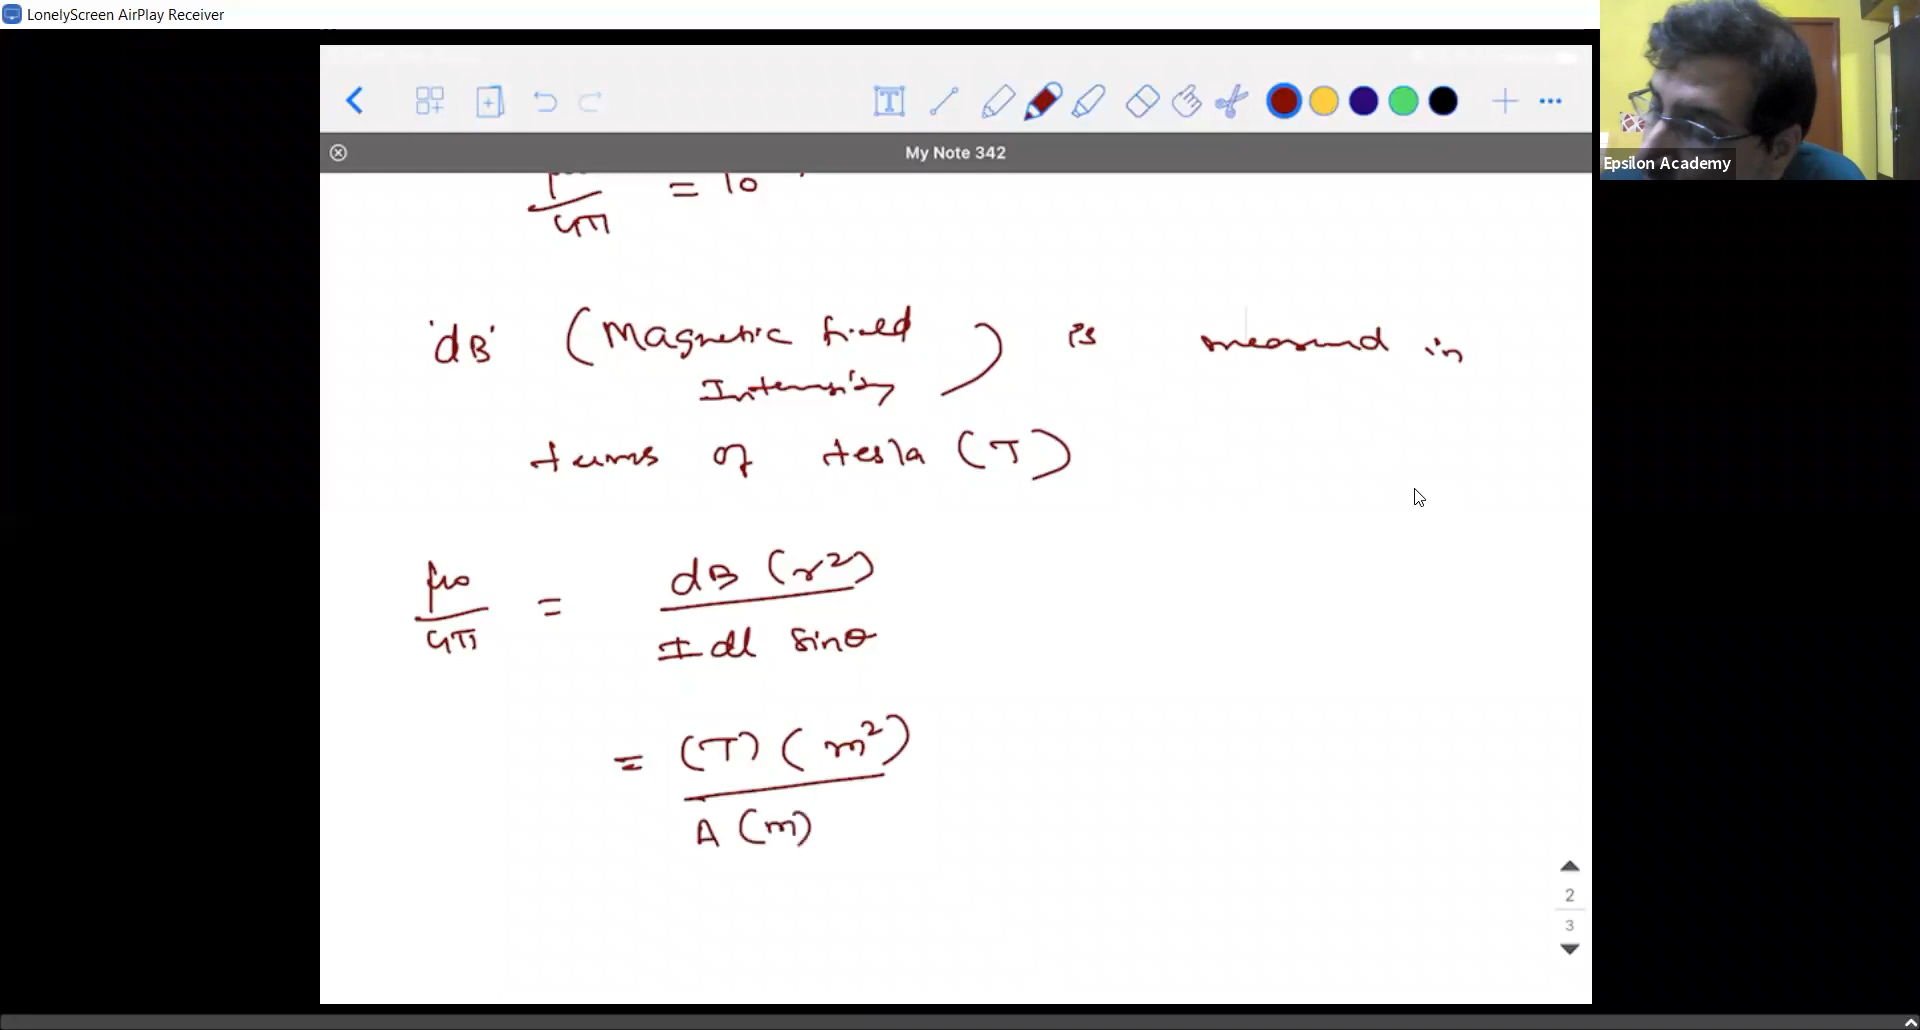 LonelyScreen AirPlay Receiver
Epsilon Academy
My Note 342
μ₀/4π = 10
'dB' (Magnetic field Intensity) is measured in
terms of tesla (T)
μ₀/4π = dB (r²)/I dl sinθ
= (T) (m²)/A (m)
2
3